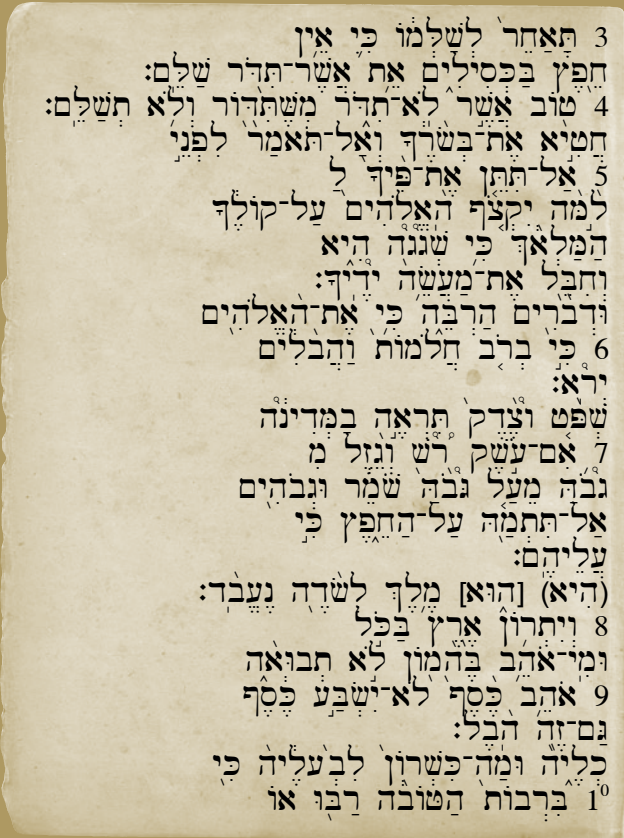 3 תְּאַחֵר לְשַׁלְּמוֹ כִּי אֵין
חֵפֶץ בַּכְּסִילִים אֵת אֲשֶׁר־תִּדֹּר שַׁלֵּם׃
4 טוֹב אֲשֶׁר לֹא־תִדֹּר מִשֶּׁתִּדּוֹר וְלֹא תְשַׁלֵּם׃
חֲטִיא אֶת־בְּשָׂרֶךָ וְאַל־תֹּאמַר לִפְנֵי
5 אַל־תִּתֵּן אֶת־פִּיךָ לַ
לָמָּה יִקְצֹף הָאֱלֹהִים עַל־קוֹלֶךָ
הַמַּלְאָךְ כִּי שְׁגָגָה הִיא
וְחִבֵּל אֶת־מַעֲשֵׂה יָדֶיךָ׃
וּדְבָרִים הַרְבֵּה כִּי אֶת־הָאֱלֹהִים
6 כִּי בְרֹב חֲלֹמוֹת וַהֲבָלִים
יְרָא׃
שְׁפָּט וָצֶדֶק תִּרְאֶה בַמְּדִינָה
7 אִם־עֹשֶׁק רָשׁ וְגֵזֶל מִ
גָבֹהַּ מֵעַל גָּבֹהַּ שֹׁמֵר וּגְבֹהִים
אַל־תִּתְמַהּ עַל־הַחֵפֶץ כִּי
עֲלֵיהֶם׃
(הִיא) [הוּא] מֶלֶךְ לְשָׂדֶה נֶעֱבָד׃
8 וְיִתְרוֹן אֶרֶץ בַּכֹּל
וּמִי־אֹהֵב בֶּהָמוֹן לֹא תְבוּאָה
9 אֹהֵב כֶּסֶף לֹא־יִשְׂבַּע כֶּסֶף
גַּם־זֶה הָבֶל׃
כְלֶיהָ וּמַה־כִּשְׁרוֹן לִבְעָלֶיהָ כִּי
10 בִּרְבוֹת הַטּוֹבָה רַבּוּ אוֹ